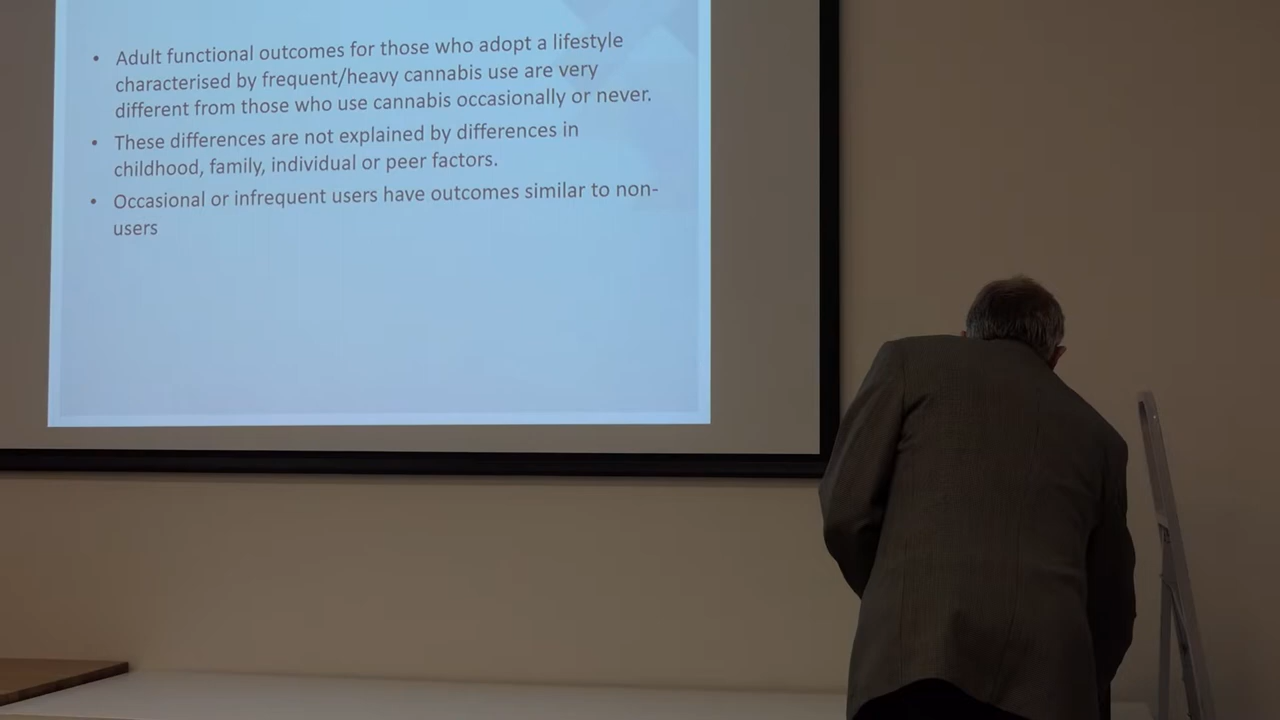 • Adult functional outcomes for those who adopt a lifestyle
characterised by frequent/heavy cannabis use are very
different from those who use cannabis occasionally or never.
• These differences are not explained by differences in
childhood, family, individual or peer factors.
• Occasional or infrequent users have outcomes similar to non-
users